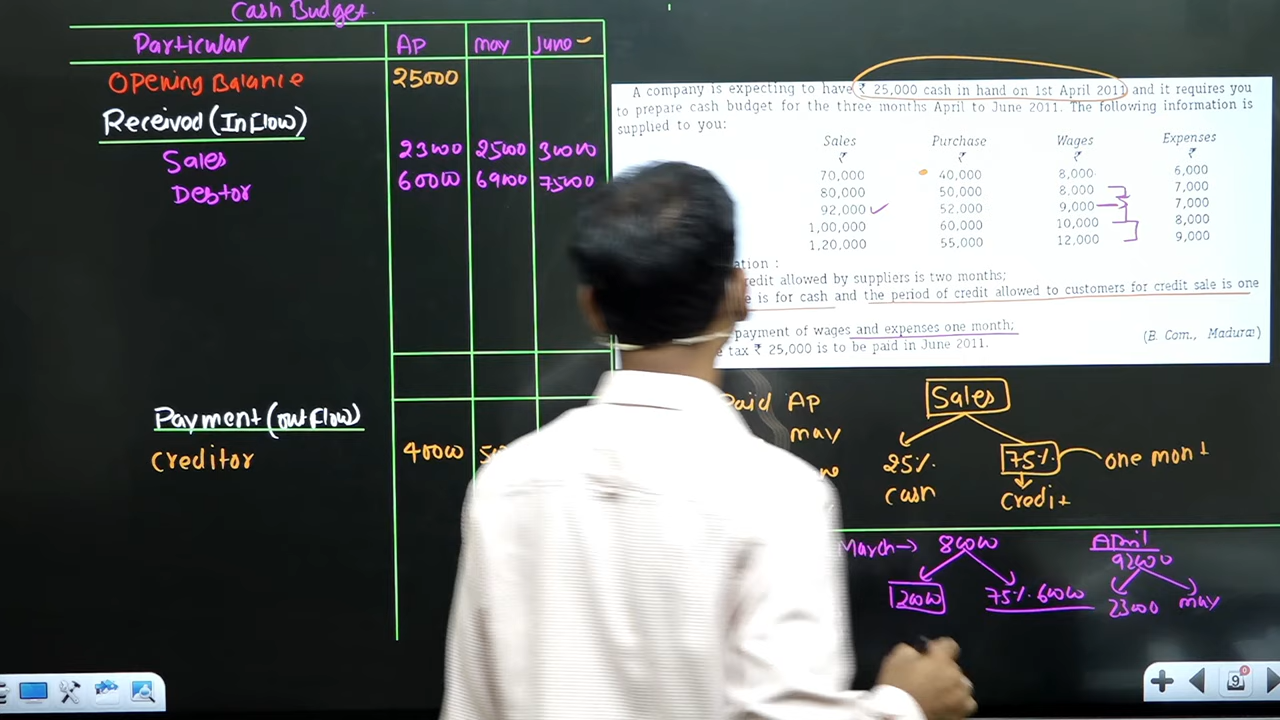 Cash Budget.
Particular AP may June
Opening Balance 25000
Received (InFlow)
Sales 23000 25000 30000
Debtor 60000 69000 75000
Payment (outFlow)
Creditor 40000
A company is expecting to have ₹ 25,000 cash in hand on 1st April 2011 and it requires you
to prepare cash budget for the three months April to June 2011. The following information is
supplied to you:
Sales Purchase Wages Expenses
₹ ₹ ₹ ₹
70,000 40,000 8,000 6,000
80,000 50,000 8,000 7,000
92,000 52,000 9,000 7,000
1,00,000 60,000 10,000 8,000
1,20,000 55,000 12,000 9,000
ation :
redit allowed by suppliers is two months;
e is for cash and the period of credit allowed to customers for credit sale is one
payment of wages and expenses one month;
tax ₹ 25,000 is to be paid in June 2011.
(B. Com., Madurai)
Paid AP
may
Sales
25% 75% one mont
cash credit
March → 80000 April
92000
12000 75% 60000 23000 may
9